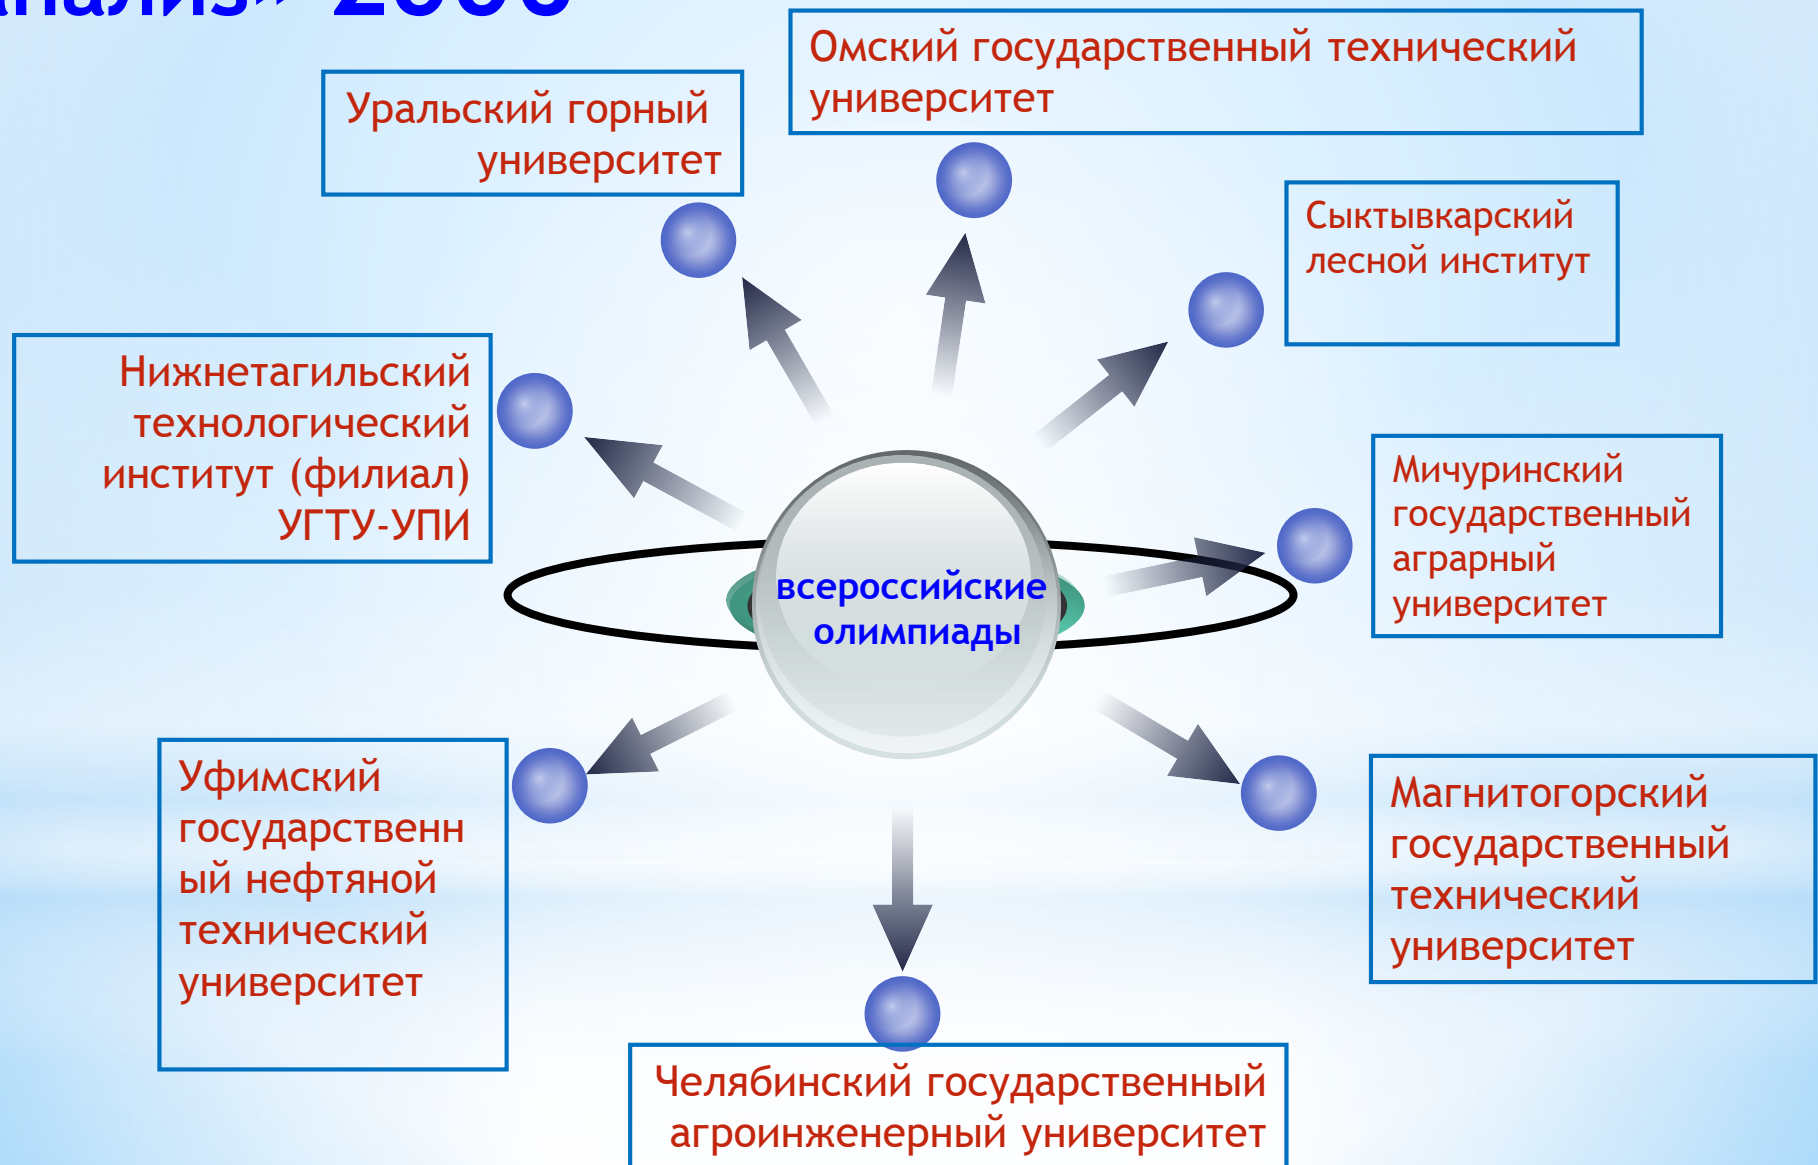 Омский государственный технический
университет
Уральский горный
университет
Сыктывкарский
лесной институт
Нижнетагильский
технологический
институт (филиал)
УГТУ-УПИ
Мичуринский
государственный
аграрный
университет
всероссийские
олимпиады
Уфимский
государственн
ый нефтяной
технический
университет
Магнитогорский
государственный
технический
университет
Челябинский государственный
агроинженерный университет